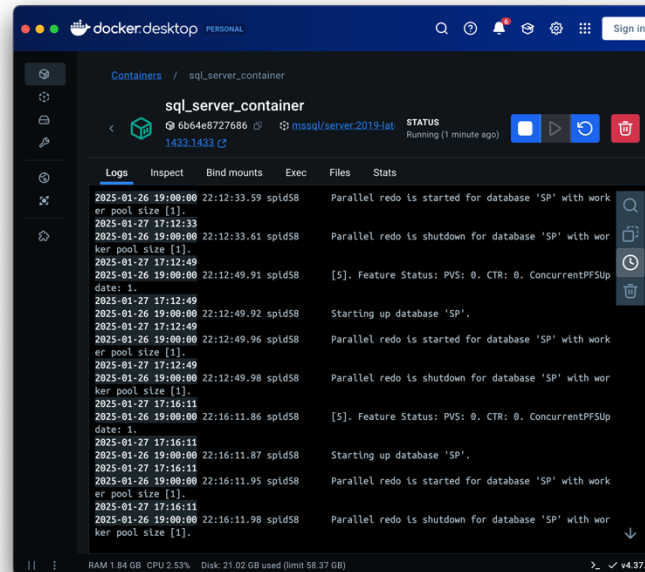 docker.desktop PERSONAL
6
Sign in
Containers / sql_server_container
sql_server_container
6b64e8727686
mssql/server:2019-lat
1433:1433
STATUS
Running (1 minute ago)
Logs Inspect Bind mounts Exec Files Stats
2025-01-26 19:00:00 22:12:33.59 spid58 Parallel redo is started for database 'SP' with work
er pool size [1].
2025-01-27 17:12:33
2025-01-26 19:00:00 22:12:33.61 spid58 Parallel redo is shutdown for database 'SP' with wor
ker pool size [1].
2025-01-27 17:12:49
2025-01-26 19:00:00 22:12:49.91 spid58 [5]. Feature Status: PVS: 0. CTR: 0. ConcurrentPFSUp
date: 1.
2025-01-27 17:12:49
2025-01-26 19:00:00 22:12:49.92 spid58 Starting up database 'SP'.
2025-01-27 17:12:49
2025-01-26 19:00:00 22:12:49.96 spid58 Parallel redo is started for database 'SP' with work
er pool size [1].
2025-01-27 17:12:49
2025-01-26 19:00:00 22:12:49.98 spid58 Parallel redo is shutdown for database 'SP' with wor
ker pool size [1].
2025-01-27 17:16:11
2025-01-26 19:00:00 22:16:11.86 spid58 [5]. Feature Status: PVS: 0. CTR: 0. ConcurrentPFSUp
date: 1.
2025-01-27 17:16:11
2025-01-26 19:00:00 22:16:11.87 spid58 Starting up database 'SP'.
2025-01-27 17:16:11
2025-01-26 19:00:00 22:16:11.95 spid58 Parallel redo is started for database 'SP' with work
er pool size [1].
2025-01-27 17:16:11
2025-01-26 19:00:00 22:16:11.98 spid58 Parallel redo is shutdown for database 'SP' with wor
ker pool size [1].
RAM 1.84 GB CPU 2.53% Disk: 21.02 GB used (limit 58.37 GB) v4.37.